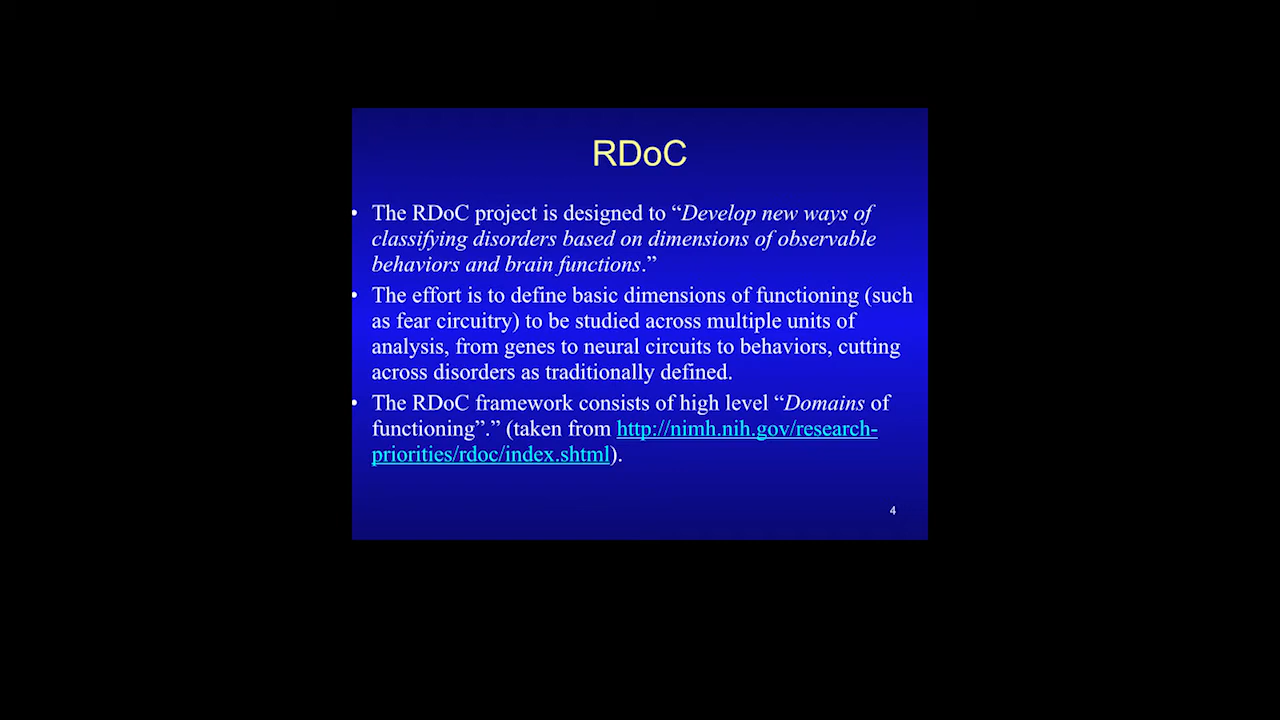 RDoC
• The RDoC project is designed to “Develop new ways of
classifying disorders based on dimensions of observable
behaviors and brain functions.”
• The effort is to define basic dimensions of functioning (such
as fear circuitry) to be studied across multiple units of
analysis, from genes to neural circuits to behaviors, cutting
across disorders as traditionally defined.
• The RDoC framework consists of high level “Domains of
functioning”.” (taken from http://nimh.nih.gov/research-
priorities/rdoc/index.shtml).
4